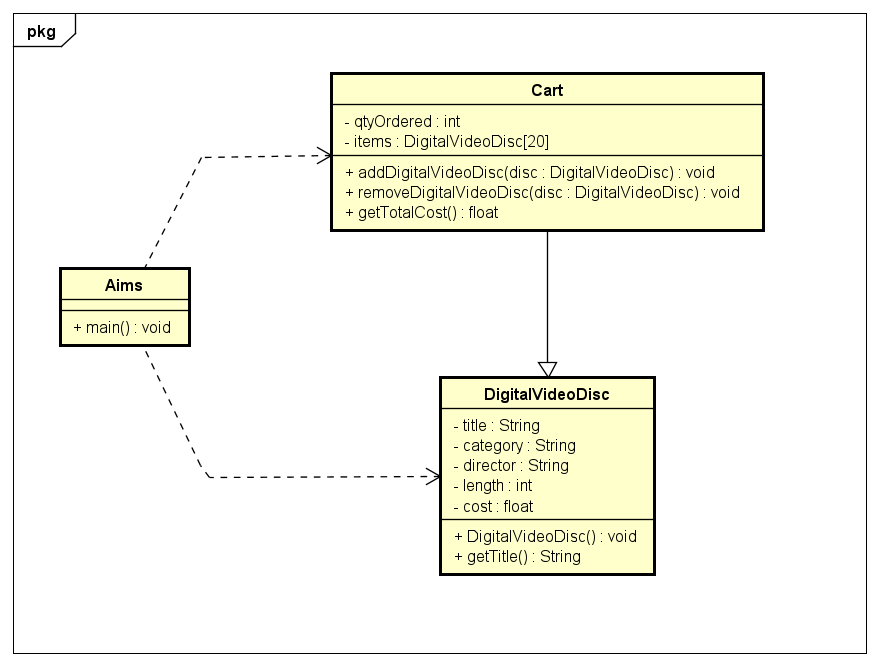 pkg
Cart
- qtyOrdered : int
- items : DigitalVideoDisc[20]
+ addDigitalVideoDisc(disc : DigitalVideoDisc) : void
+ removeDigitalVideoDisc(disc : DigitalVideoDisc) : void
+ getTotalCost() : float
Aims
+ main() : void
DigitalVideoDisc
- title : String
- category : String
- director : String
- length : int
- cost : float
+ DigitalVideoDisc() : void
+ getTitle() : String